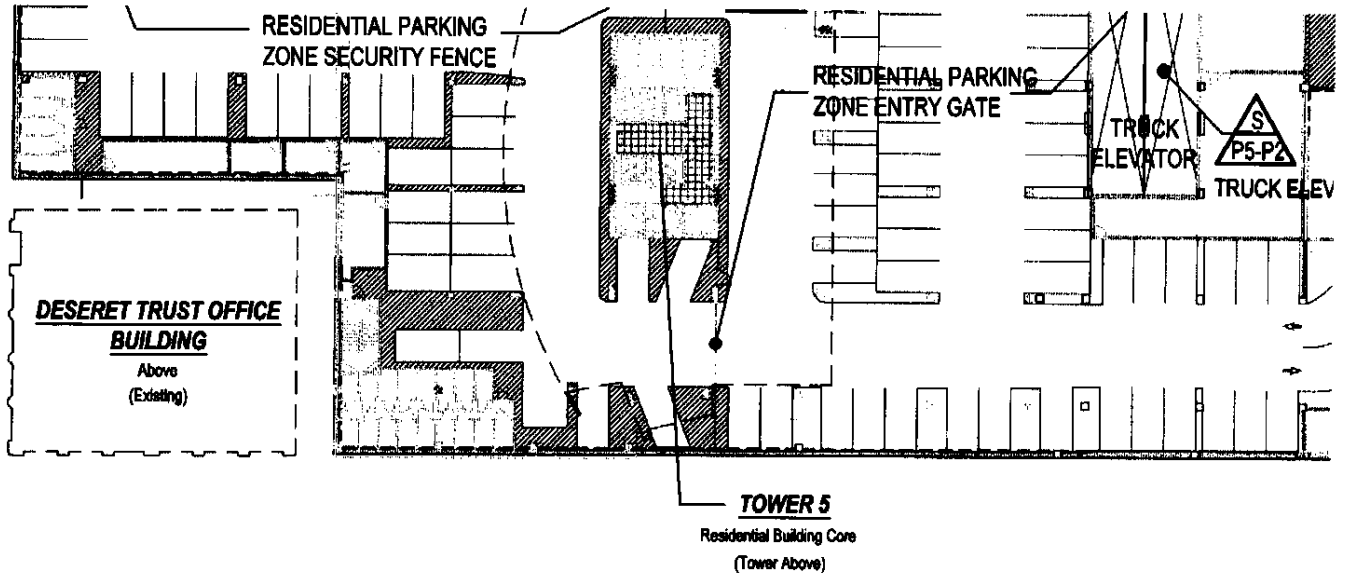 RESIDENTIAL PARKING
ZONE SECURITY FENCE
RESIDENTIAL PARKING
ZONE ENTRY GATE
TRUCK
ELEVATOR
S
P5-P2
TRUCK ELEV
DESERET TRUST OFFICE
BUILDING
Above
(Existing)
TOWER 5
Residential Building Core
(Tower Above)